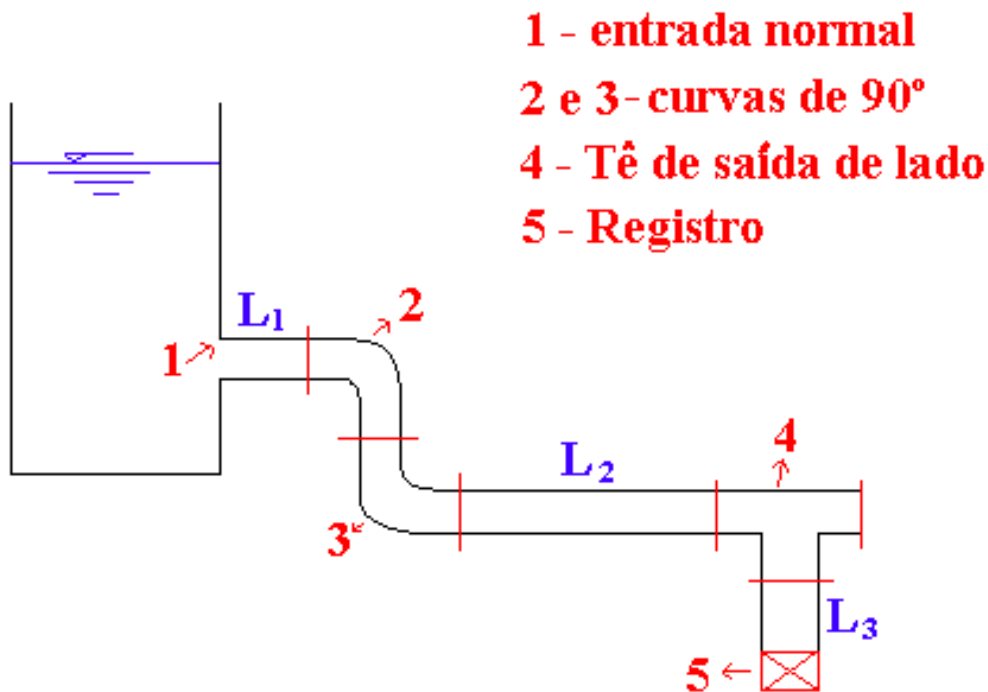 1 - entrada normal
2 e 3 - curvas de 90º
4 - Tê de saída de lado
5 - Registro
L1
2
1
L2
4
3
L3
5